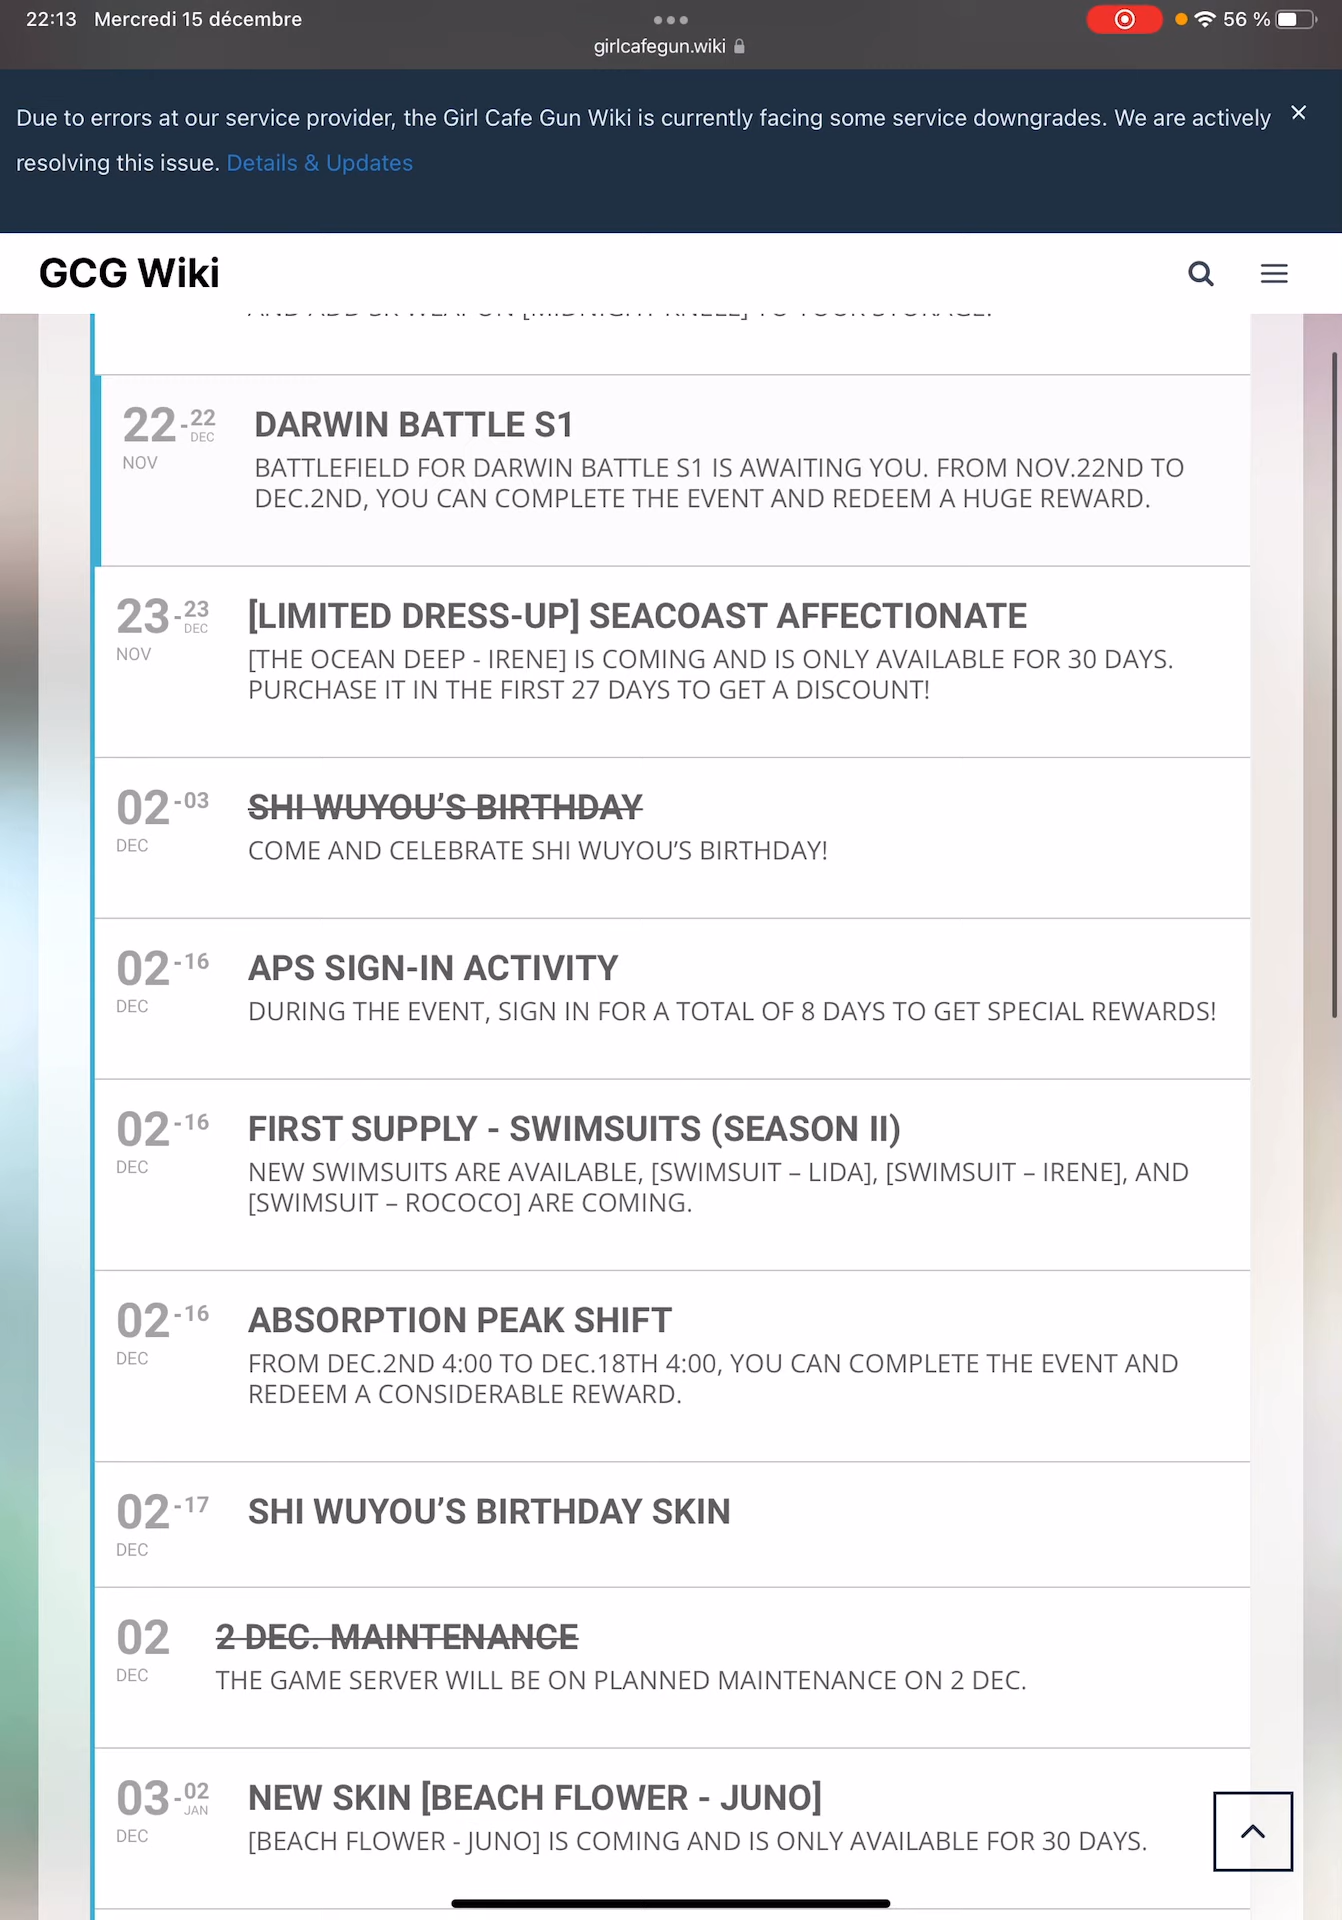 22:13 Mercredi 15 décembre
56 %
girlcafegun.wiki
Due to errors at our service provider, the Girl Cafe Gun Wiki is currently facing some service downgrades. We are actively
resolving this issue. Details & Updates
GCG Wiki
AND ADD SR WEAPON [MIDNIGHT KNELL] TO YOUR STORAGE.
22 -22 DEC
NOV
DARWIN BATTLE S1
BATTLEFIELD FOR DARWIN BATTLE S1 IS AWAITING YOU. FROM NOV.22ND TO
DEC.2ND, YOU CAN COMPLETE THE EVENT AND REDEEM A HUGE REWARD.
23 -23 DEC
NOV
[LIMITED DRESS-UP] SEACOAST AFFECTIONATE
[THE OCEAN DEEP - IRENE] IS COMING AND IS ONLY AVAILABLE FOR 30 DAYS.
PURCHASE IT IN THE FIRST 27 DAYS TO GET A DISCOUNT!
02 -03
DEC
SHI WUYOU’S BIRTHDAY
COME AND CELEBRATE SHI WUYOU’S BIRTHDAY!
02 -16
DEC
APS SIGN-IN ACTIVITY
DURING THE EVENT, SIGN IN FOR A TOTAL OF 8 DAYS TO GET SPECIAL REWARDS!
02 -16
DEC
FIRST SUPPLY - SWIMSUITS (SEASON II)
NEW SWIMSUITS ARE AVAILABLE, [SWIMSUIT – LIDA], [SWIMSUIT – IRENE], AND
[SWIMSUIT – ROCOCO] ARE COMING.
02 -16
DEC
ABSORPTION PEAK SHIFT
FROM DEC.2ND 4:00 TO DEC.18TH 4:00, YOU CAN COMPLETE THE EVENT AND
REDEEM A CONSIDERABLE REWARD.
02 -17
DEC
SHI WUYOU’S BIRTHDAY SKIN
02
DEC
2 DEC. MAINTENANCE
THE GAME SERVER WILL BE ON PLANNED MAINTENANCE ON 2 DEC.
03 -02 JAN
DEC
NEW SKIN [BEACH FLOWER - JUNO]
[BEACH FLOWER - JUNO] IS COMING AND IS ONLY AVAILABLE FOR 30 DAYS.